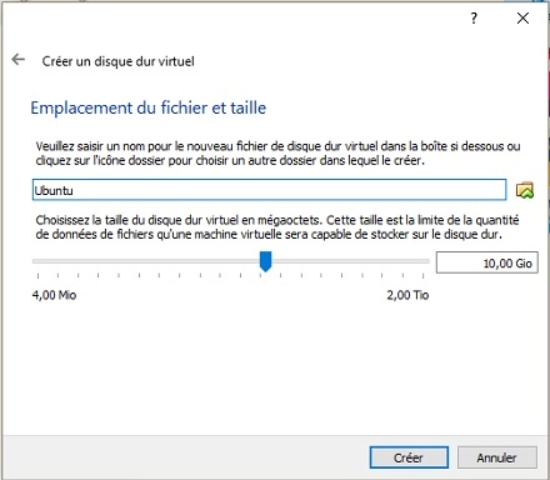 ?
Créer un disque dur virtuel
Emplacement du fichier et taille
Veuillez saisir un nom pour le nouveau fichier de disque dur virtuel dans la boîte si dessous ou
cliquez sur l'icône dossier pour choisir un autre dossier dans lequel le créer.
Ubuntu
Choisissez la taille du disque dur virtuel en mégaoctets. Cette taille est la limite de la quantité
de données de fichiers qu'une machine virtuelle sera capable de stocker sur le disque dur.
10,00 Gio
4,00 Mio 2,00 Tio
Créer Annuler